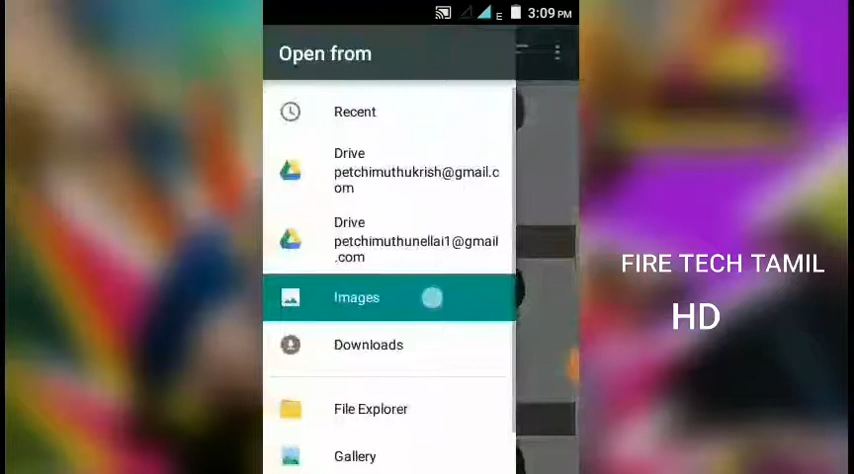 E 3:09 PM
Open from
Recent
Drive
petchimuthukrish@gmail.c
om
Drive
petchimuthunellai1@gmail
.com
Images
Downloads
File Explorer
Gallery
FIRE TECH TAMIL
HD